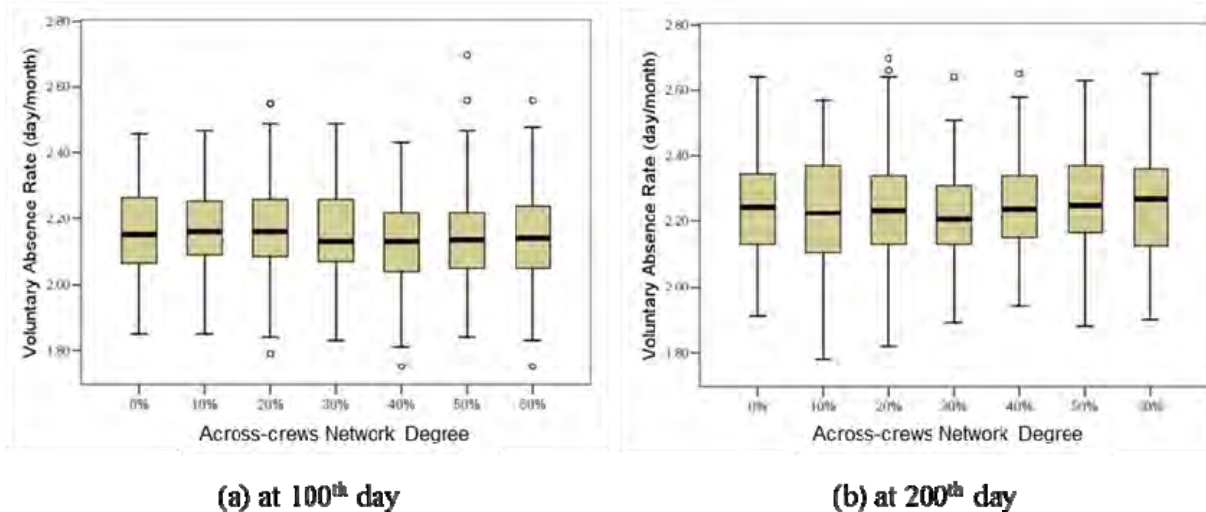 2.80
2.60
2.40
2.20
2.00
1.80
Voluntary Absence Rate (day/month)
0% 10% 20% 30% 40% 50% 60%
Across-crews Network Degree
(a) at 100th day
2.80
2.60
2.40
2.20
2.00
1.80
Voluntary Absence Rate (day/month)
0% 10% 20% 30% 40% 50% 60%
Across-crews Network Degree
(b) at 200th day